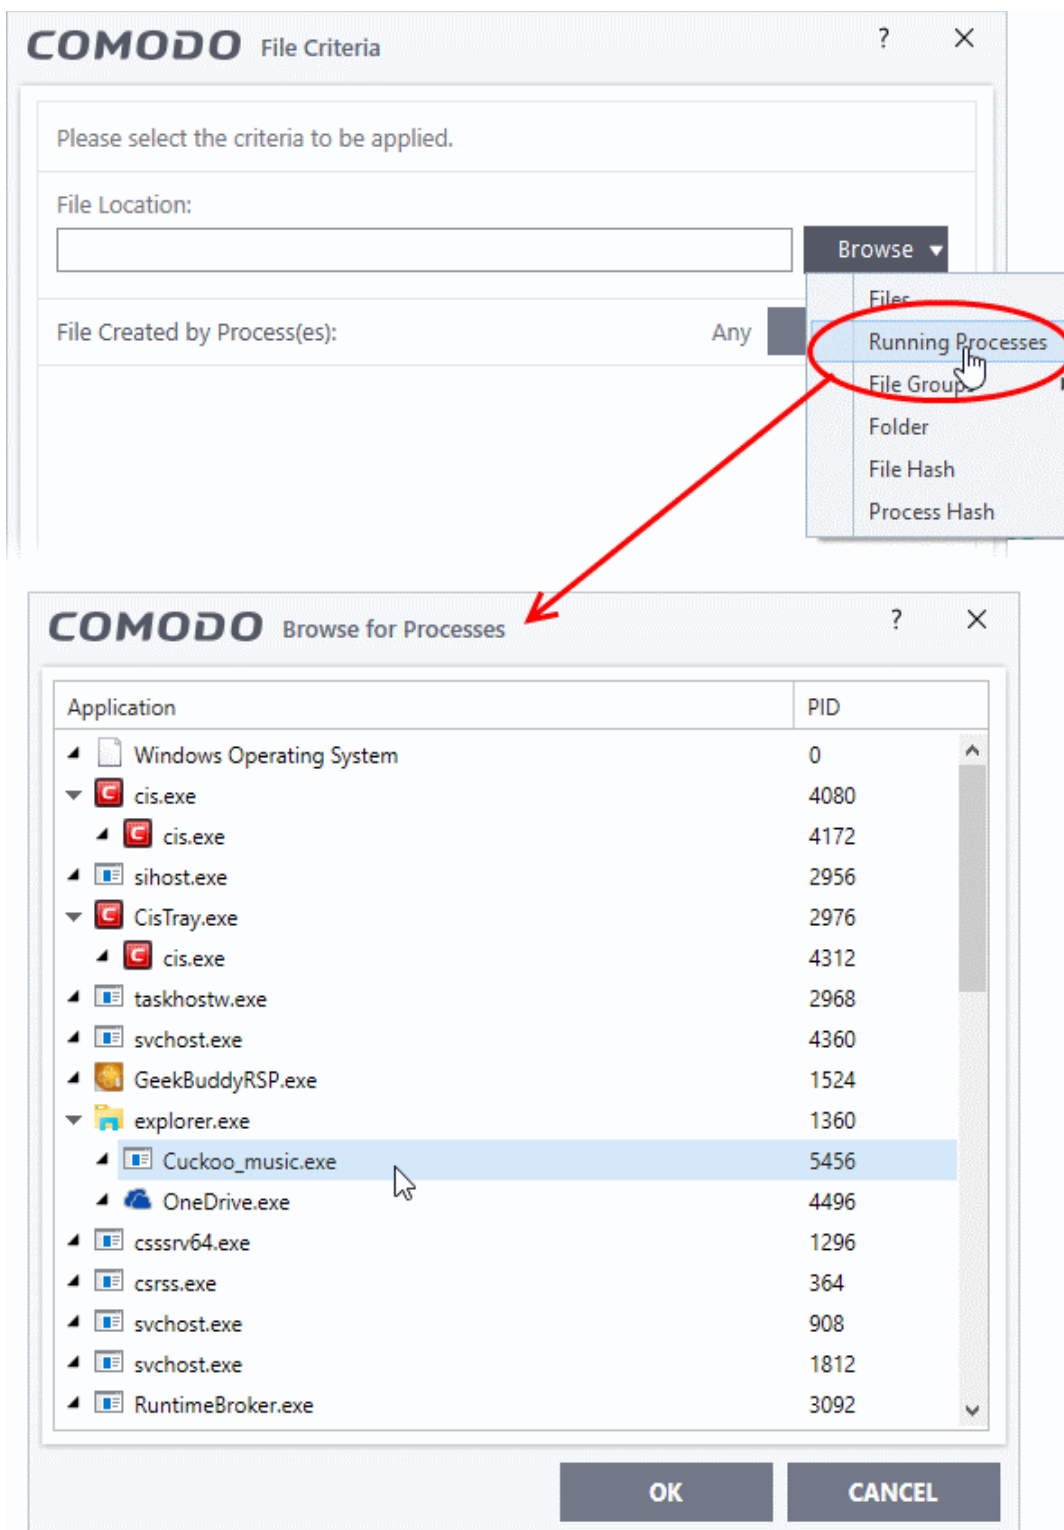 COMODO File Criteria ?
Please select the criteria to be applied.
File Location:
Browse
Files
File Created by Process(es): Any
Running Processes
File Groups
Folder
File Hash
Process Hash
COMODO Browse for Processes ?
Application PID
Windows Operating System 0
cis.exe 4080
cis.exe 4172
sihost.exe 2956
CisTray.exe 2976
cis.exe 4312
taskhostw.exe 2968
svchost.exe 4360
GeekBuddyRSP.exe 1524
explorer.exe 1360
Cuckoo_music.exe 5456
OneDrive.exe 4496
csssrv64.exe 1296
csrss.exe 364
svchost.exe 908
svchost.exe 1812
RuntimeBroker.exe 3092
OK CANCEL